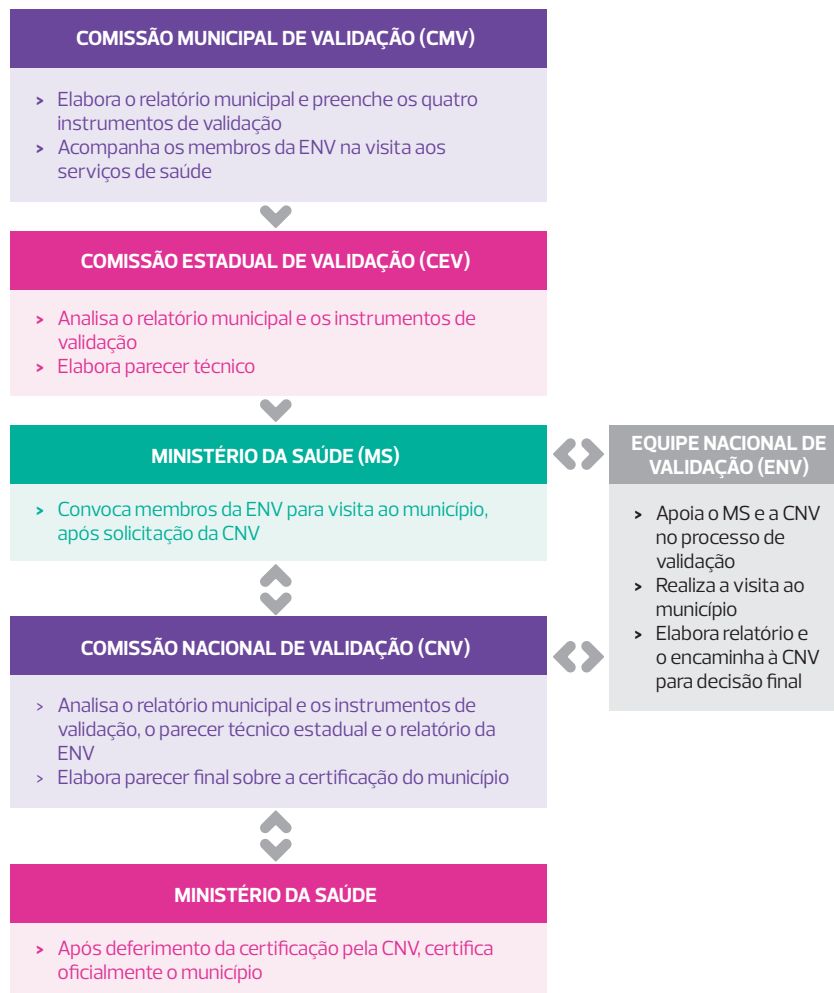 COMISSÃO MUNICIPAL DE VALIDAÇÃO (CMV)
> Elabora o relatório municipal e preenche os quatro
instrumentos de validação
> Acompanha os membros da ENV na visita aos
serviços de saúde
COMISSÃO ESTADUAL DE VALIDAÇÃO (CEV)
> Analisa o relatório municipal e os instrumentos de
validação
> Elabora parecer técnico
MINISTÉRIO DA SAÚDE (MS)
> Convoca membros da ENV para visita ao município,
após solicitação da CNV
EQUIPE NACIONAL DE
VALIDAÇÃO (ENV)
> Apoia o MS e a CNV
no processo de
validação
> Realiza a visita ao
município
> Elabora relatório e
o encaminha à CNV
para decisão final
COMISSÃO NACIONAL DE VALIDAÇÃO (CNV)
> Analisa o relatório municipal e os instrumentos de
validação, o parecer técnico estadual e o relatório da
ENV
> Elabora parecer final sobre a certificação do município
MINISTÉRIO DA SAÚDE
> Após deferimento da certificação pela CNV, certifica
oficialmente o município